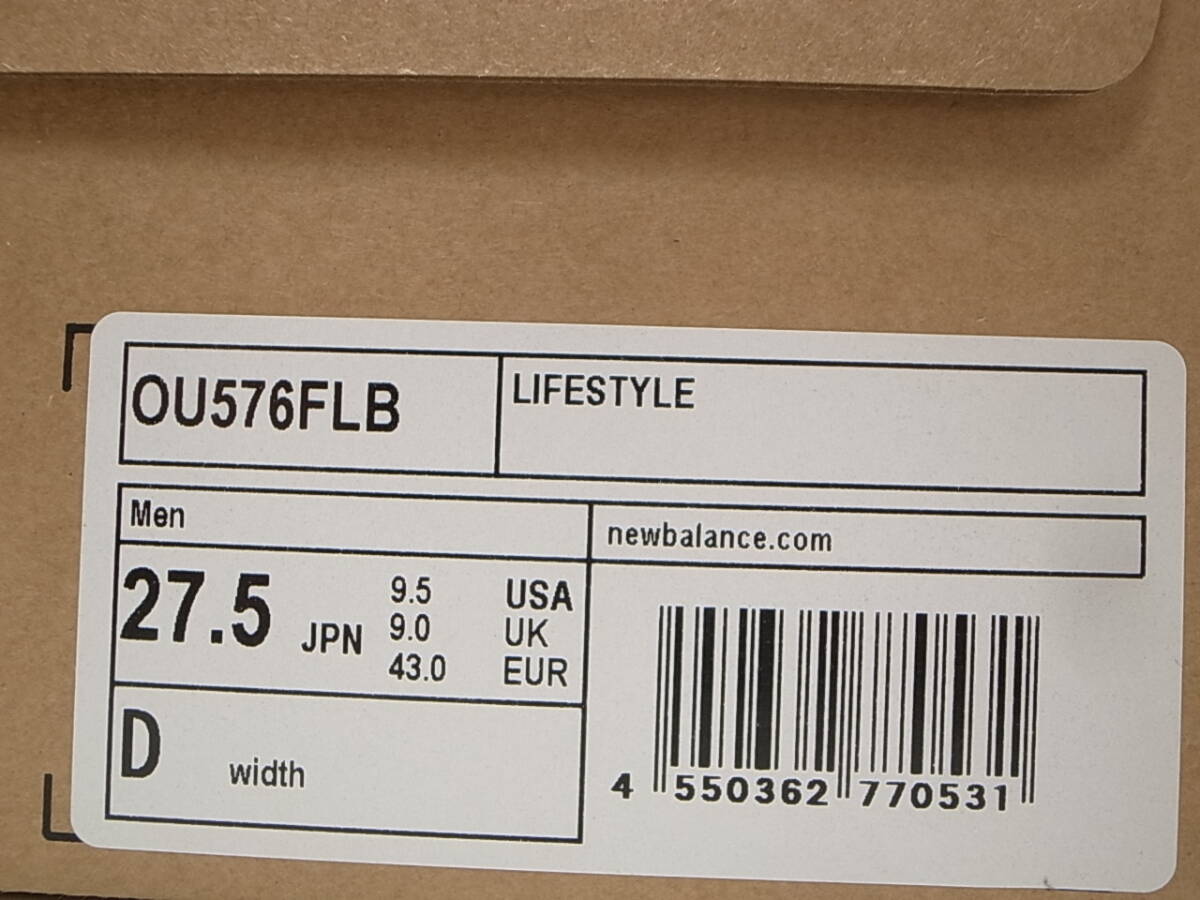 OU576FLB
LIFESTYLE
Men
newbalance.com
27.5 JPN
9.5 USA
9.0 UK
43.0 EUR
D width
4 550362 770531